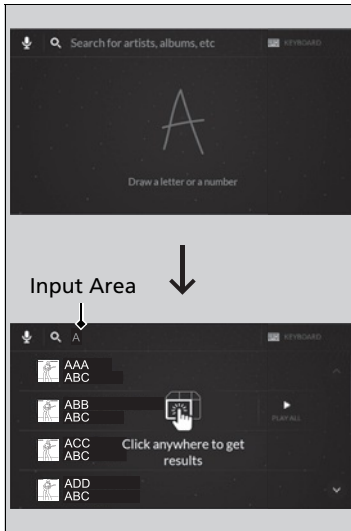 Search for artists, albums, etc
KEYBOARD
A
Draw a letter or a number
Input Area
A
KEYBOARD
AAA
ABC
ABB
ABC
PLAY ALL
ACC
ABC
Click anywhere to get
results
ADD
ABC